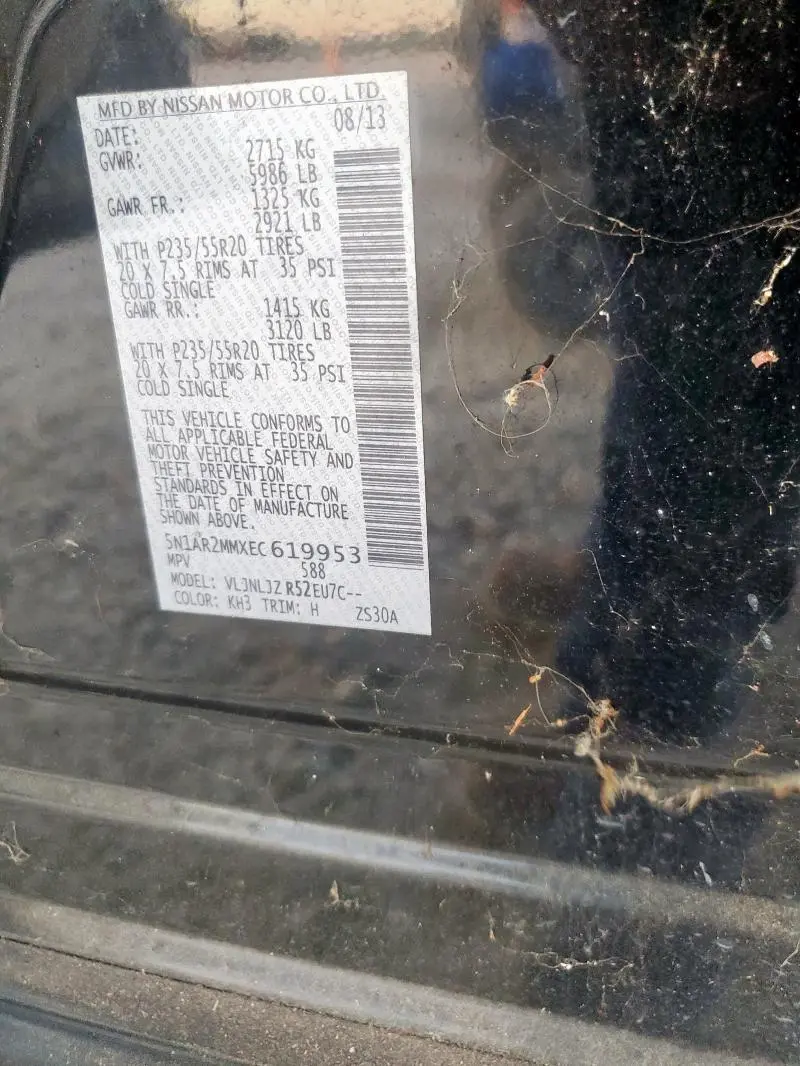 MFD BY NISSAN MOTOR CO., LTD.
DATE: 08/13
GVWR: 2715 KG
5986 LB
GAWR FR.: 1325 KG
2921 LB
WITH P235/55R20 TIRES
20 X 7.5 RIMS AT 35 PSI
COLD SINGLE
GAWR RR.: 1415 KG
3120 LB
WITH P235/55R20 TIRES
20 X 7.5 RIMS AT 35 PSI
COLD SINGLE
THIS VEHICLE CONFORMS TO
ALL APPLICABLE FEDERAL
MOTOR VEHICLE SAFETY AND
THEFT PREVENTION
STANDARDS IN EFFECT ON
THE DATE OF MANUFACTURE
SHOWN ABOVE.
5N1AR2MMXEC619953
MPV 588
MODEL: VLJNLJZ R52EU7C--
COLOR: KH3 TRIM: H ZS30A